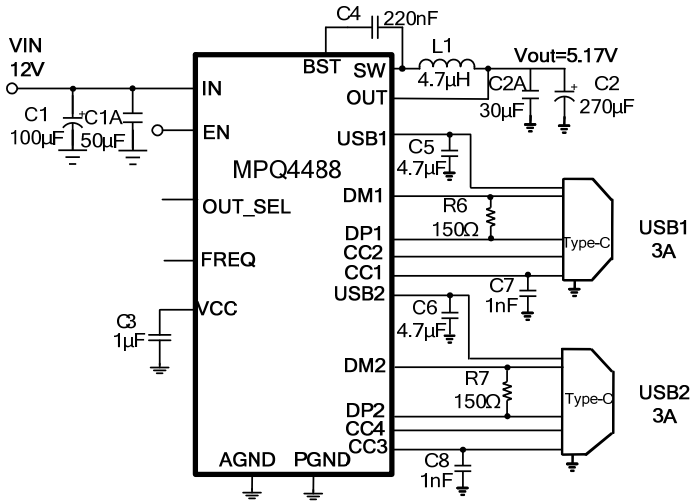 C4
220nF
VIN
12V
BST
SW
L1
4.7µH
Vout=5.17V
IN
OUT
C2A
30µF
C2
270µF
C1
100µF
C1A
50µF
EN
USB1
C5
4.7µF
MPQ4488
DM1
R6
150Ω
OUT_SEL
DP1
Type-C
USB1
3A
CC2
FREQ
CC1
C7
1nF
USB2
VCC
C6
4.7µF
C3
1µF
DM2
R7
150Ω
Type-C
USB2
3A
DP2
CC4
CC3
C8
1nF
AGND
PGND
+
+